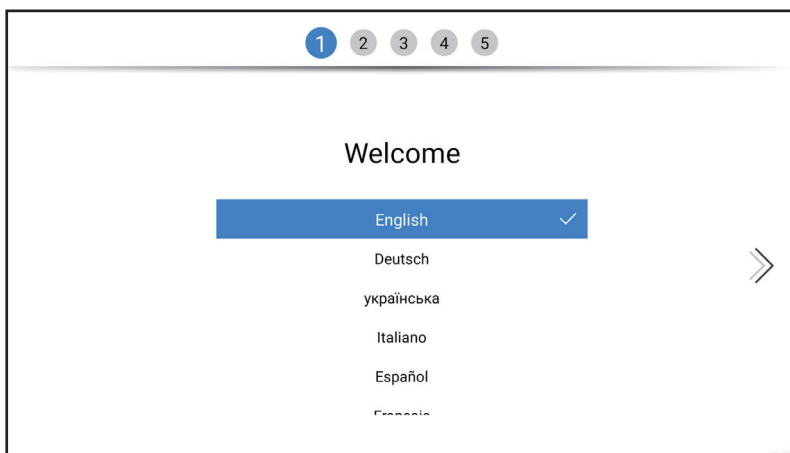 1 2 3 4 5
Welcome
English
Deutsch
українська
Italiano
Español